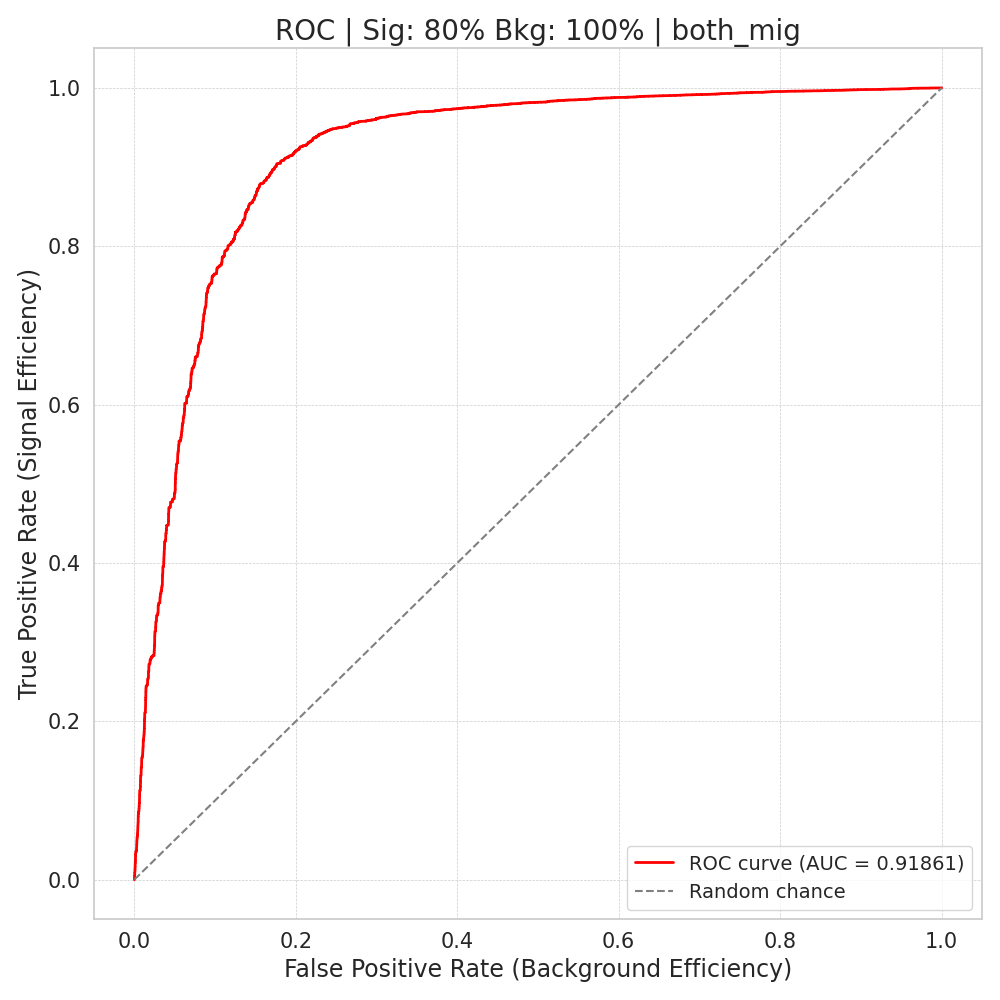 ROC | Sig: 80% Bkg: 100% | both_mig
True Positive Rate (Signal Efficiency)
1.0
0.8
0.6
0.4
0.2
0.0
ROC curve (AUC = 0.91861)
Random chance
0.0 0.2 0.4 0.6 0.8 1.0
False Positive Rate (Background Efficiency)